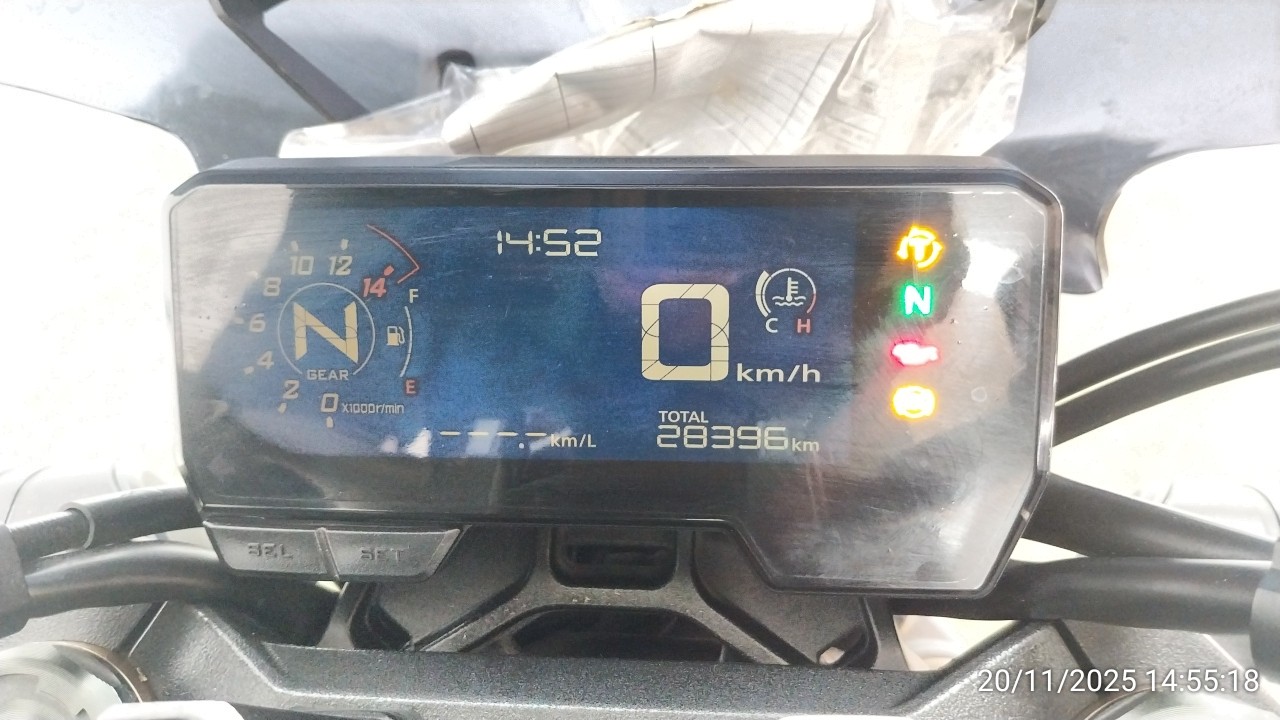 14:52
10 12
14
8
6
4
2
0 x1000r/min
N
GEAR
F
E
0 km/h
C H
---.- km/L
TOTAL
28396 km
T
N
SEL SET
20/11/2025 14:55:18